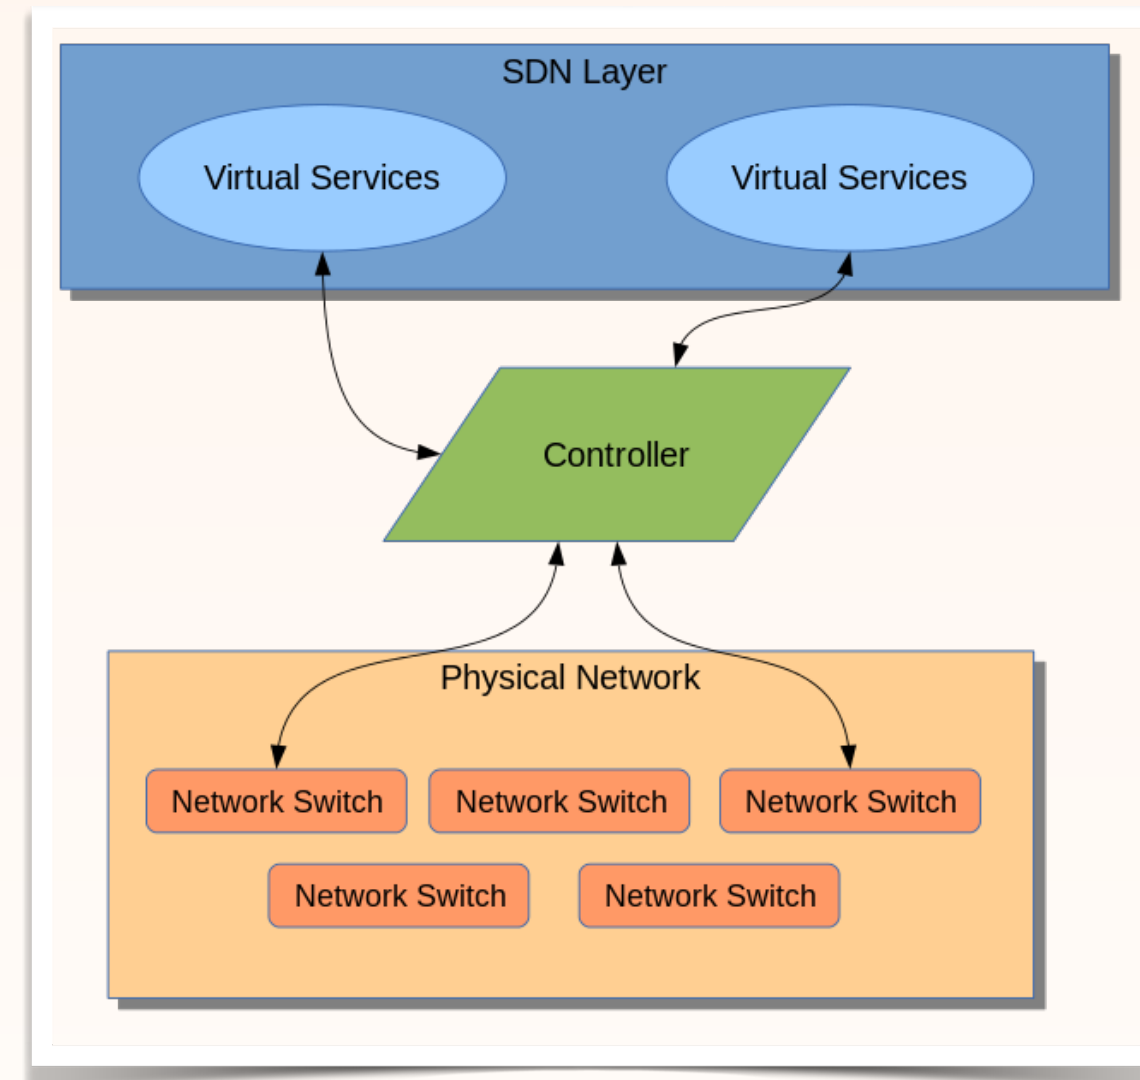 SDN Layer
Virtual Services
Virtual Services
Controller
Physical Network
Network Switch
Network Switch
Network Switch
Network Switch
Network Switch